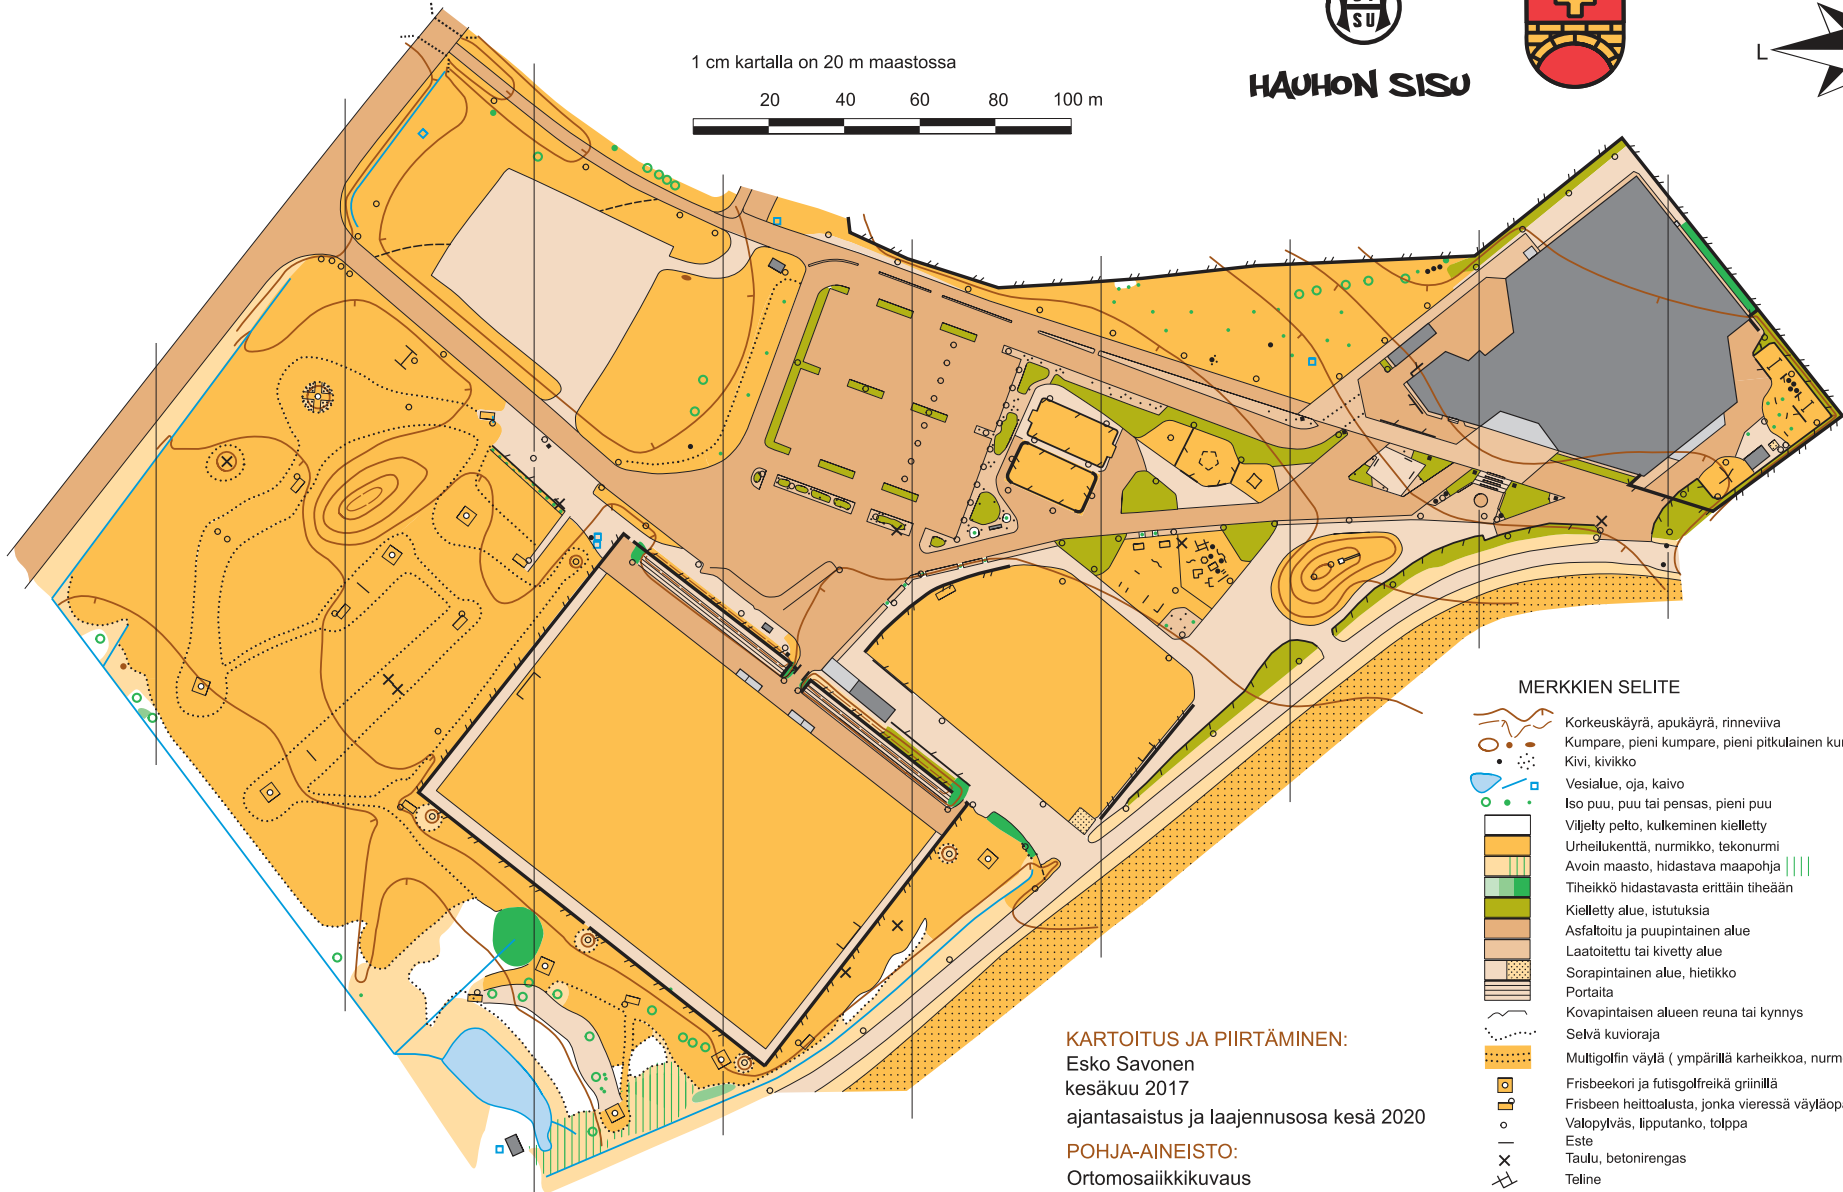 SU
HAUHON SISU
L
1 cm kartalla on 20 m maastossa
20 40 60 80 100 m
MERKKIEN SELITE
Korkeuskäyrä, apukäyrä, rinneviiva
Kumpare, pieni kumpare, pieni pitkulainen
Kivi, kivikko
Vesialue, oja, kaivo
Iso puu, puu tai pensas, pieni puu
Viljelty pelto, kulkeminen kielletty
Urheilukenttä, nurmikko, tekonurmi
Avoin maasto, hidastava maapohja
Tiheikkö hidastavasta erittäin tiheään
Kielletty alue, istutuksia
Asfaltoitu ja puupintainen alue
Laatoitettu tai kivetty alue
Sorapintainen alue, hietikko
Portaita
Kovapintaisen alueen reuna tai kynnys
Selvä kuvioraja
Multigolfin väylä ( ympärillä karheikkoa, nurm
Frisbeekori ja futisgolfreikä griinillä
Frisbeen heittoalusta, jonka vieressä väyläop
Valopylväs, lipputanko, tolppa
Este
Taulu, betonirengas
Teline
KARTOITUS JA PIIRTÄMINEN:
Esko Savonen
kesäkuu 2017
ajantasaistus ja laajennusosa kesä 2020
POHJA-AINEISTO:
Ortomosaiikkikuvaus